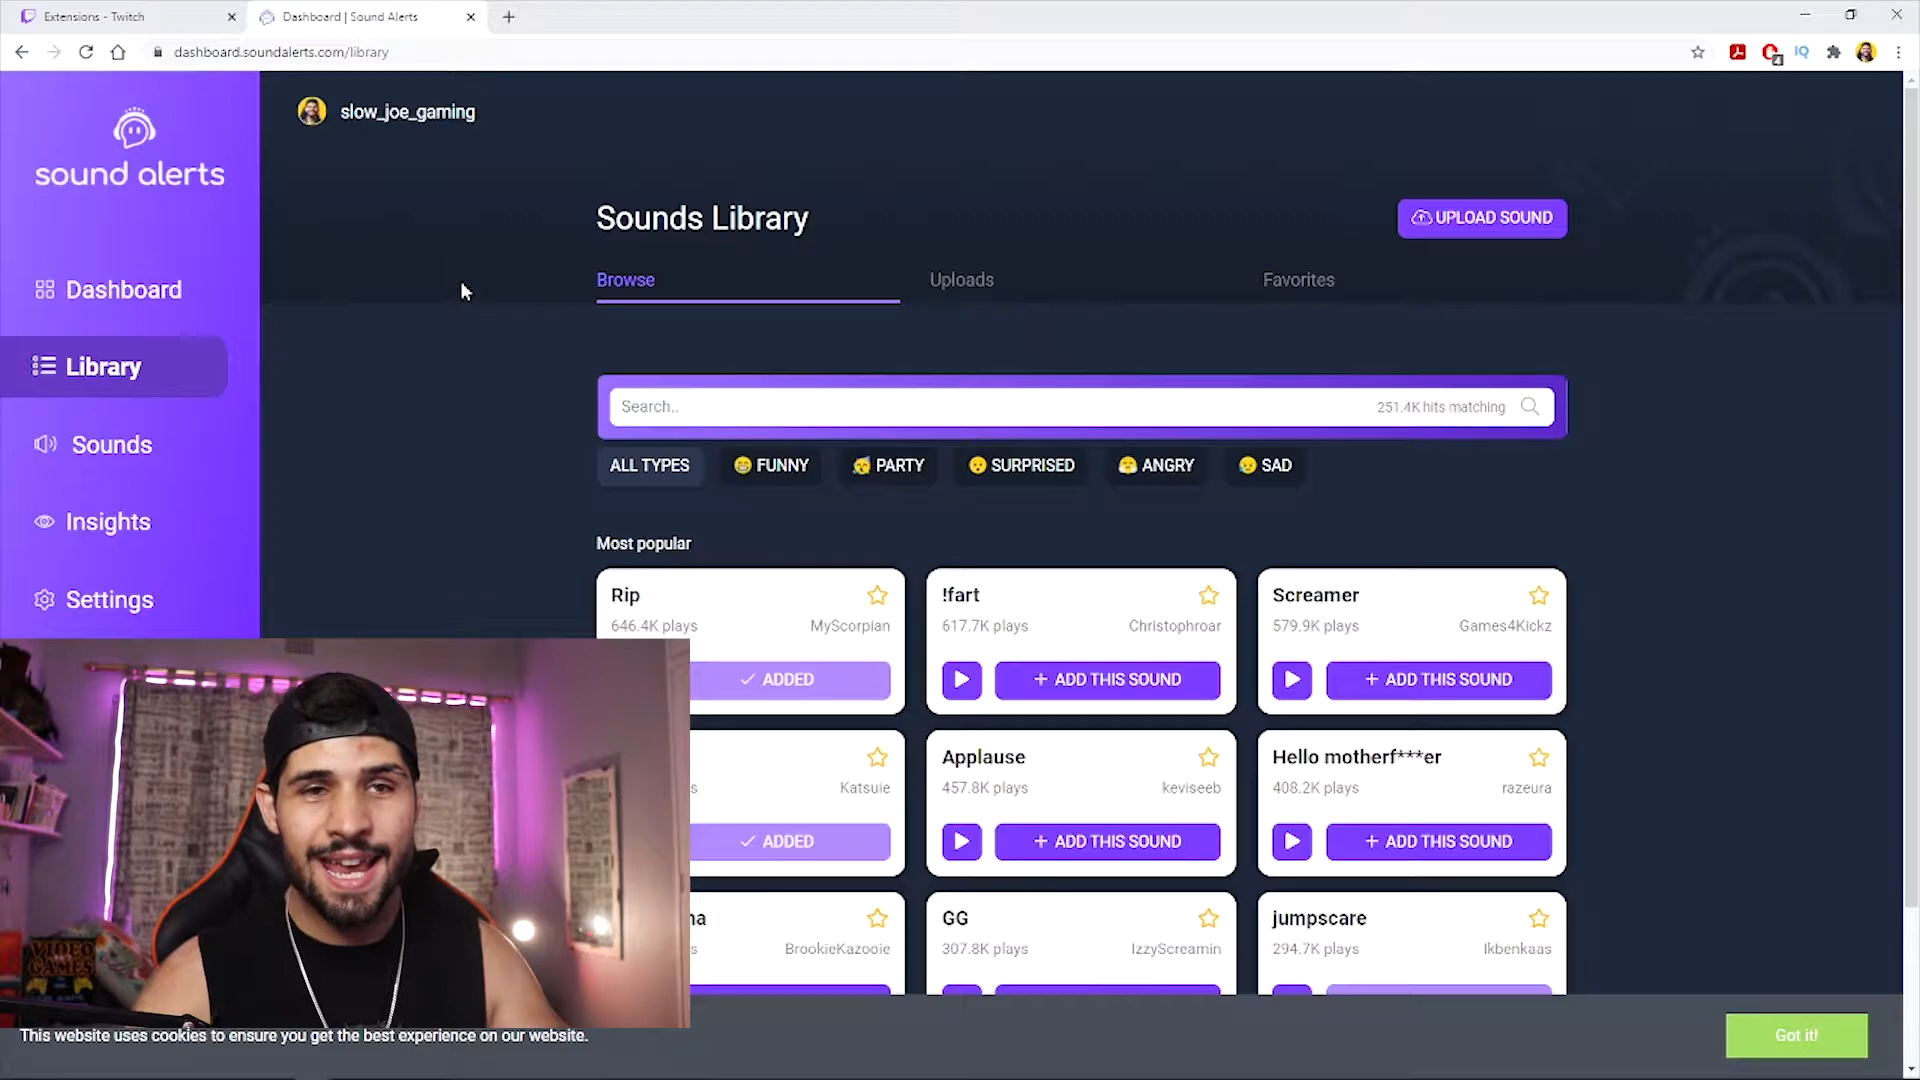 Extensions - Twitch
Dashboard | Sound Alerts
dashboard.soundalerts.com/library
IQ
slow_joe_gaming
sound alerts
Sounds Library
UPLOAD SOUND
Browse
Uploads
Favorites
Dashboard
Library
Sounds
Insights
Settings
Search..
251.4K hits matching
ALL TYPES
FUNNY
PARTY
SURPRISED
ANGRY
SAD
Most popular
Rip
646.4K plays
MyScorpian
ADDED
!fart
617.7K plays
Christophroar
+ ADD THIS SOUND
Screamer
579.9K plays
Games4Kickz
+ ADD THIS SOUND
s
Katsuie
ADDED
Applause
457.8K plays
keviseeb
+ ADD THIS SOUND
Hello motherf***er
408.2K plays
razeura
+ ADD THIS SOUND
na
s
BrookieKazooie
GG
307.8K plays
IzzyScreamin
jumpscare
294.7K plays
Ikbenkaas
VIDEO
GAMES
This website uses cookies to ensure you get the best experience on our website.
Got it!